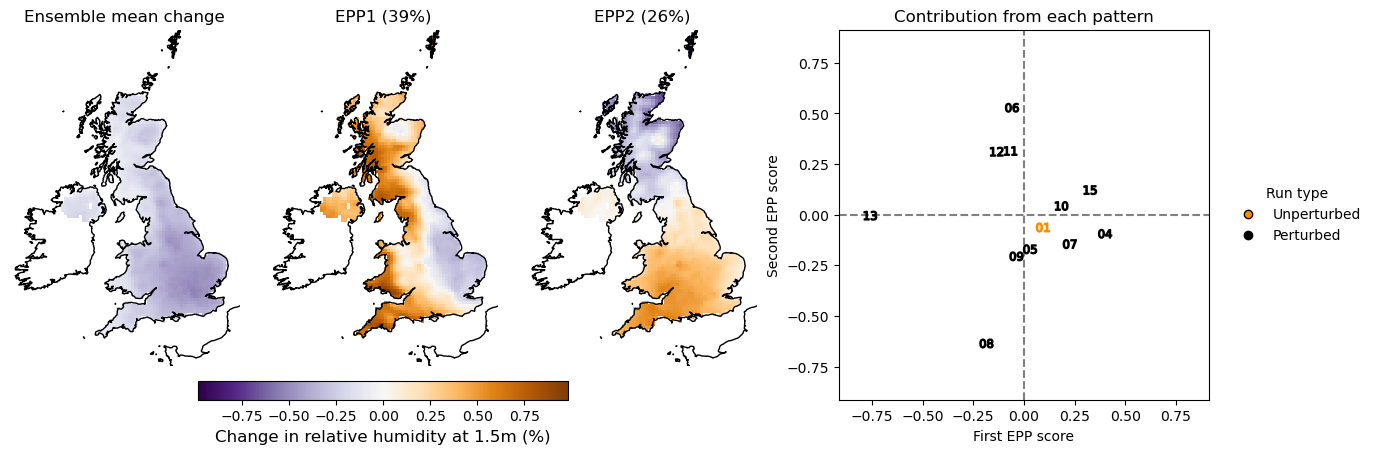 Ensemble mean change
EPP1 (39%)
EPP2 (26%)
−0.75 −0.50 −0.25 0.00 0.25 0.50 0.75
Change in relative humidity at 1.5m (%)
Contribution from each pattern
Second EPP score
0.75
0.50
0.25
0.00
−0.25
−0.50
−0.75
06
12 11
15
10
13
01
04
07
05
09
08
−0.75 −0.50 −0.25 0.00 0.25 0.50 0.75
First EPP score
Run type
Unperturbed
Perturbed